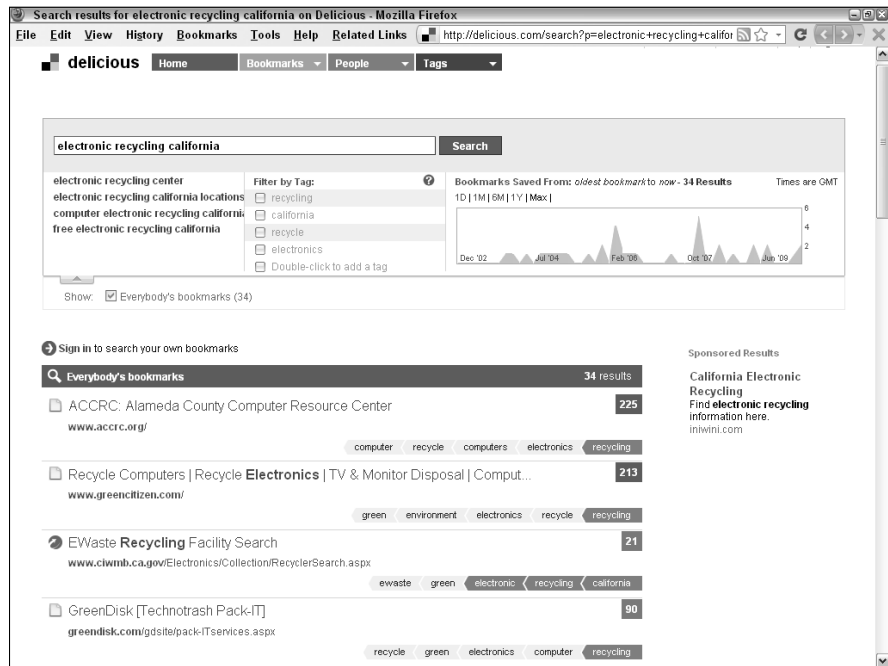 Search results for electronic recycling california on Delicious - Mozilla Firefox
File Edit View History Bookmarks Tools Help Related Links http://delicious.com/search?p=electronic+recycling+califor
delicious Home Bookmarks People Tags
electronic recycling california Search
electronic recycling center
electronic recycling california locations
computer electronic recycling californi
free electronic recycling california
Filter by Tag: ?
recycling
california
recycle
electronics
Double-click to add a tag
Bookmarks Saved From: oldest bookmark to now - 34 Results Times are GMT
1D | 1M | 6M | 1Y | Max |
6
4
2
Dec '02 Jul '04 Feb '06 Oct '07 Jun '09
Show: Everybody's bookmarks (34)
Sign in to search your own bookmarks
Everybody's bookmarks 34 results
ACCRC: Alameda County Computer Resource Center 225
www.accrc.org/
computer recycle computers electronics recycling
Recycle Computers | Recycle Electronics | TV & Monitor Disposal | Comput... 213
www.greencitizen.com/
green environment electronics recycle recycling
EWaste Recycling Facility Search 21
www.ciwmb.ca.gov/Electronics/Collection/RecyclerSearch.aspx
ewaste green electronic recycling california
GreenDisk [Technotrash Pack-IT] 90
greendisk.com/gdsite/pack-ITservices.aspx
recycle green electronics computer recycling
Sponsored Results
California Electronic
Recycling
Find electronic recycling
information here.
iniwini.com